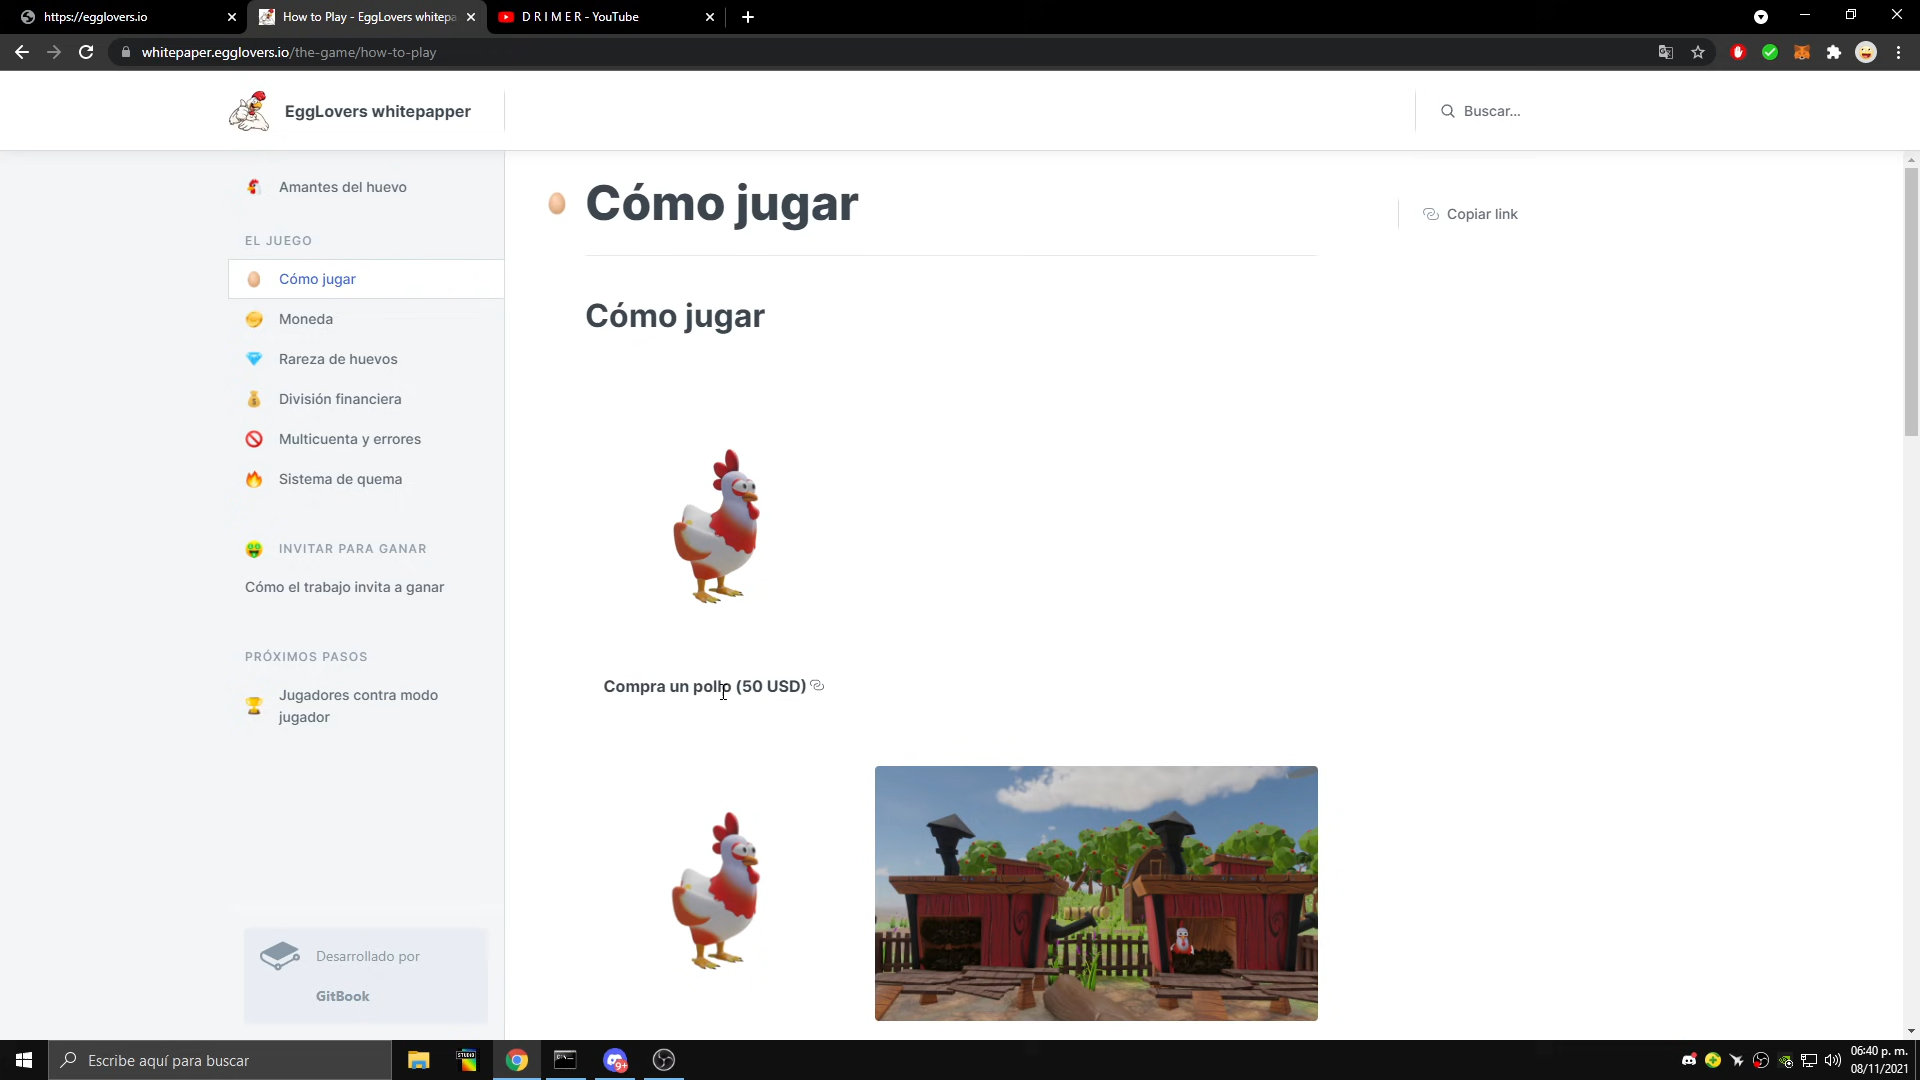 https://egglovers.io
How to Play - EggLovers whitepa
D R I M E R - YouTube
whitepaper.egglovers.io/the-game/how-to-play
EggLovers whitepapper
Buscar...
Amantes del huevo
EL JUEGO
Cómo jugar
Moneda
Rareza de huevos
División financiera
Multicuenta y errores
Sistema de quema
INVITAR PARA GANAR
Cómo el trabajo invita a ganar
PRÓXIMOS PASOS
Jugadores contra modo
jugador
Desarrollado por
GitBook
Cómo jugar
Copiar link
Cómo jugar
Compra un pollo (50 USD)
Escribe aquí para buscar
STUDIO
9+
06:40 p. m.
08/11/2021